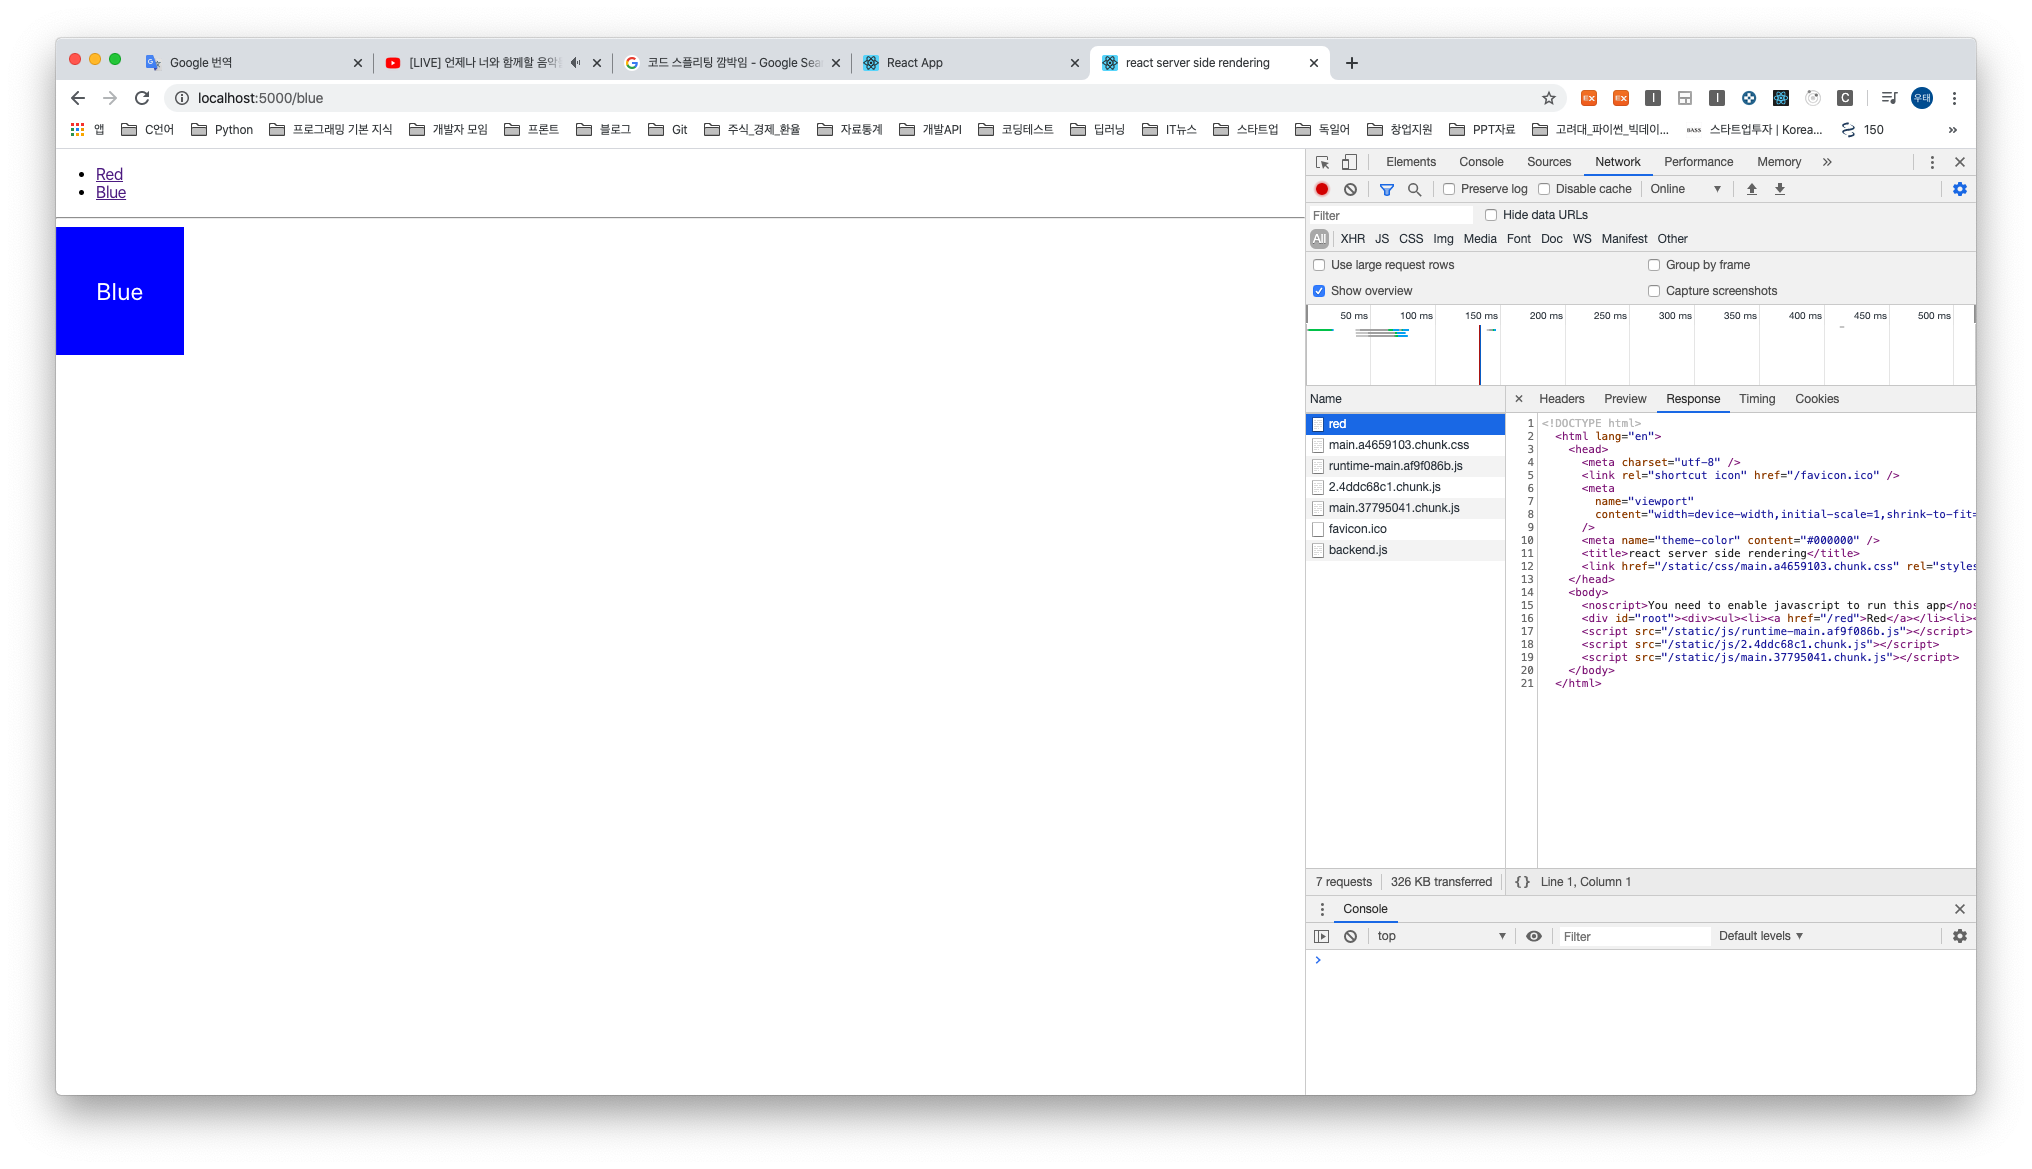 Google 번역
[LIVE] 언제나 너와 함께할 음악
코드 스플리팅 깜박임 - Google Sea
React App
react server side rendering
localhost:5000/blue
우태
앱 C언어 Python 프로그래밍 기본 지식 개발자 모임 프론트 블로그 Git 주식_경제_환율 자료통계 개발API 코딩테스트 딥러닝 IT뉴스 스타트업 독일어 창업지원 PPT자료 고려대_파이썬_빅데이... BASS 스타트업투자 | Korea... 150 »
Red
Blue
Blue
Elements Console Sources Network Performance Memory »
Preserve log Disable cache Online
Filter Hide data URLs
All XHR JS CSS Img Media Font Doc WS Manifest Other
Use large request rows Group by frame
Show overview Capture screenshots
50 ms 100 ms 150 ms 200 ms 250 ms 300 ms 350 ms 400 ms 450 ms 500 ms
Name
red
main.a4659103.chunk.css
runtime-main.af9f086b.js
2.4ddc68c1.chunk.js
main.37795041.chunk.js
favicon.ico
backend.js
Headers Preview Response Timing Cookies
1 <!DOCTYPE html>
2 <html lang="en">
3 <head>
4 <meta charset="utf-8" />
5 <link rel="shortcut icon" href="/favicon.ico" />
6 <meta
7 name="viewport"
8 content="width=device-width,initial-scale=1,shrink-to-fit=
9 />
10 <meta name="theme-color" content="#000000" />
11 <title>react server side rendering</title>
12 <link href="/static/css/main.a4659103.chunk.css" rel="styles
13 </head>
14 <body>
15 <noscript>You need to enable javascript to run this app</nos
16 <div id="root"><div><ul><li><a href="/red">Red</a></li><li><
17 <script src="/static/js/runtime-main.af9f086b.js"></script>
18 <script src="/static/js/2.4ddc68c1.chunk.js"></script>
19 <script src="/static/js/main.37795041.chunk.js"></script>
20 </body>
21 </html>
7 requests 326 KB transferred
{} Line 1, Column 1
Console
top Filter Default levels